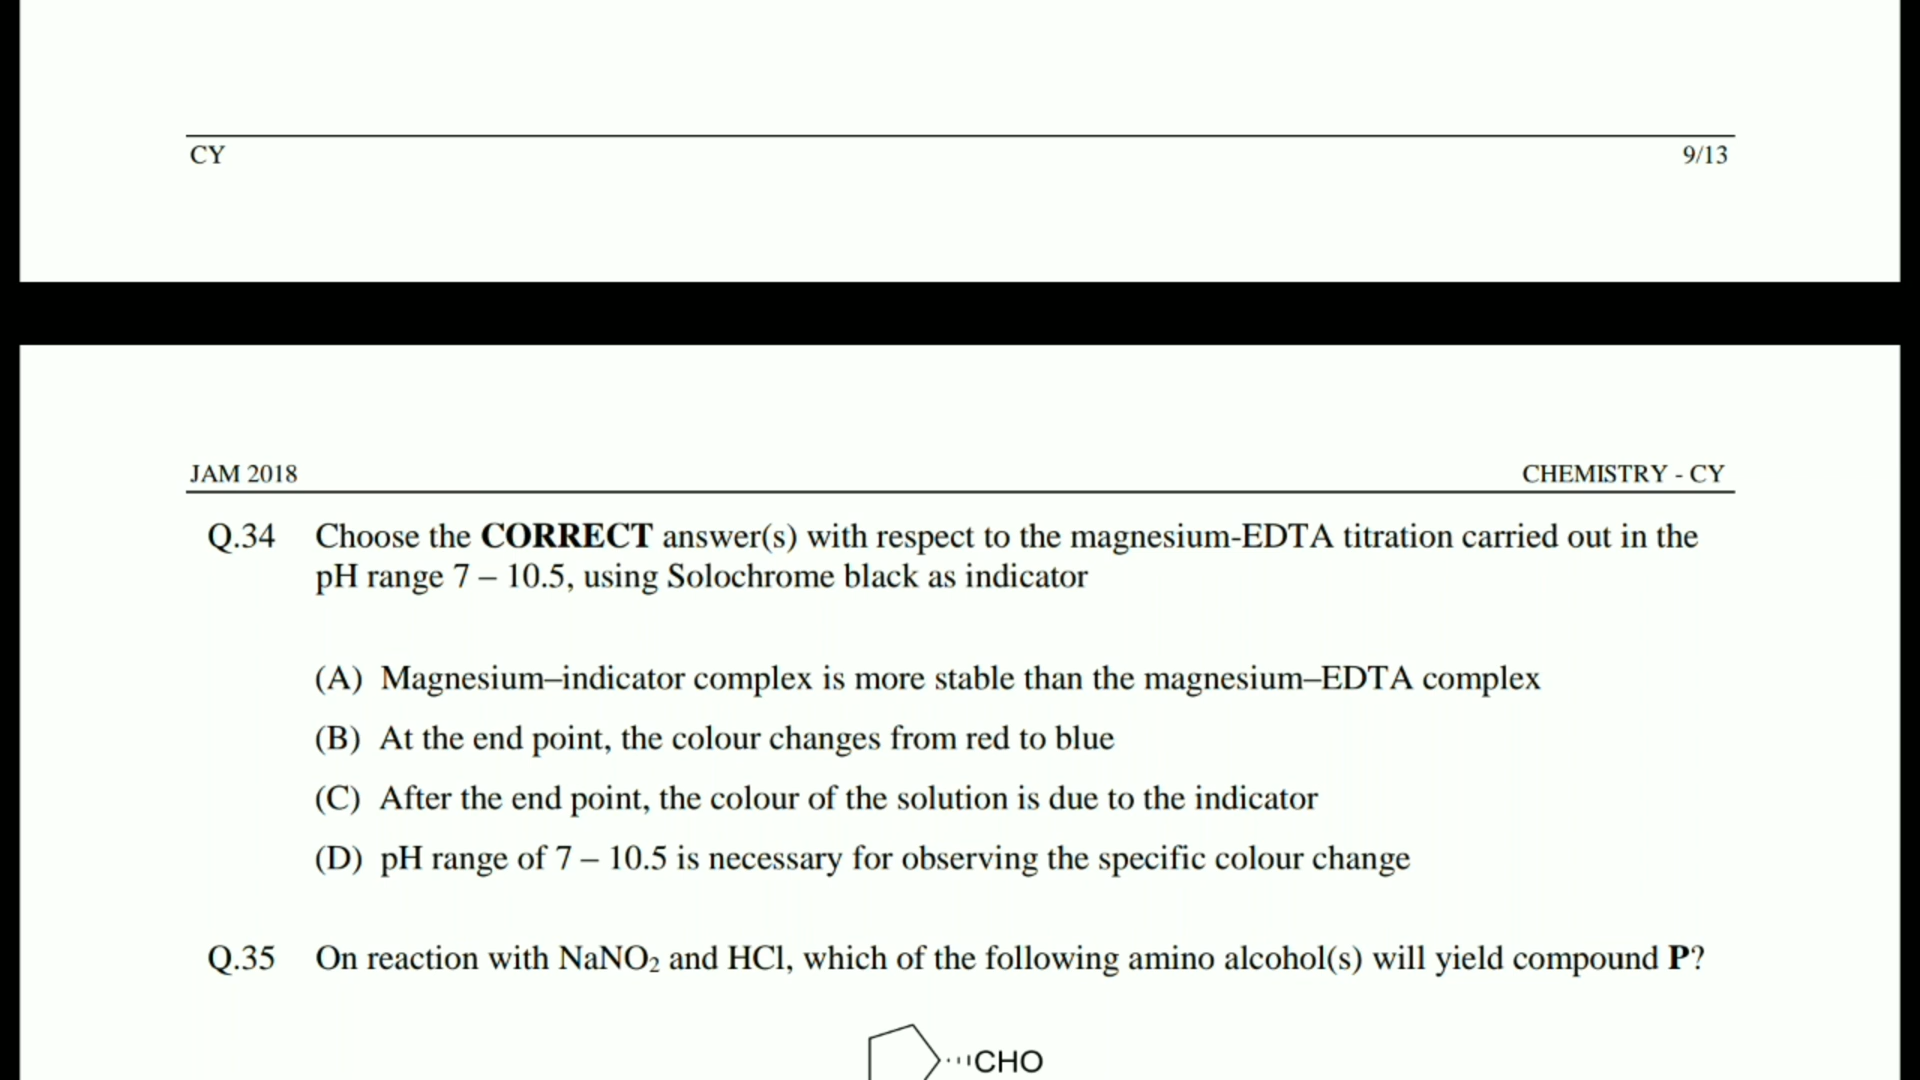 CY 9/13
JAM 2018 CHEMISTRY - CY
Q.34 Choose the CORRECT answer(s) with respect to the magnesium-EDTA titration carried out in the
pH range 7 – 10.5, using Solochrome black as indicator
(A) Magnesium–indicator complex is more stable than the magnesium–EDTA complex
(B) At the end point, the colour changes from red to blue
(C) After the end point, the colour of the solution is due to the indicator
(D) pH range of 7 – 10.5 is necessary for observing the specific colour change
Q.35 On reaction with NaNO₂ and HCl, which of the following amino alcohol(s) will yield compound P?
CHO